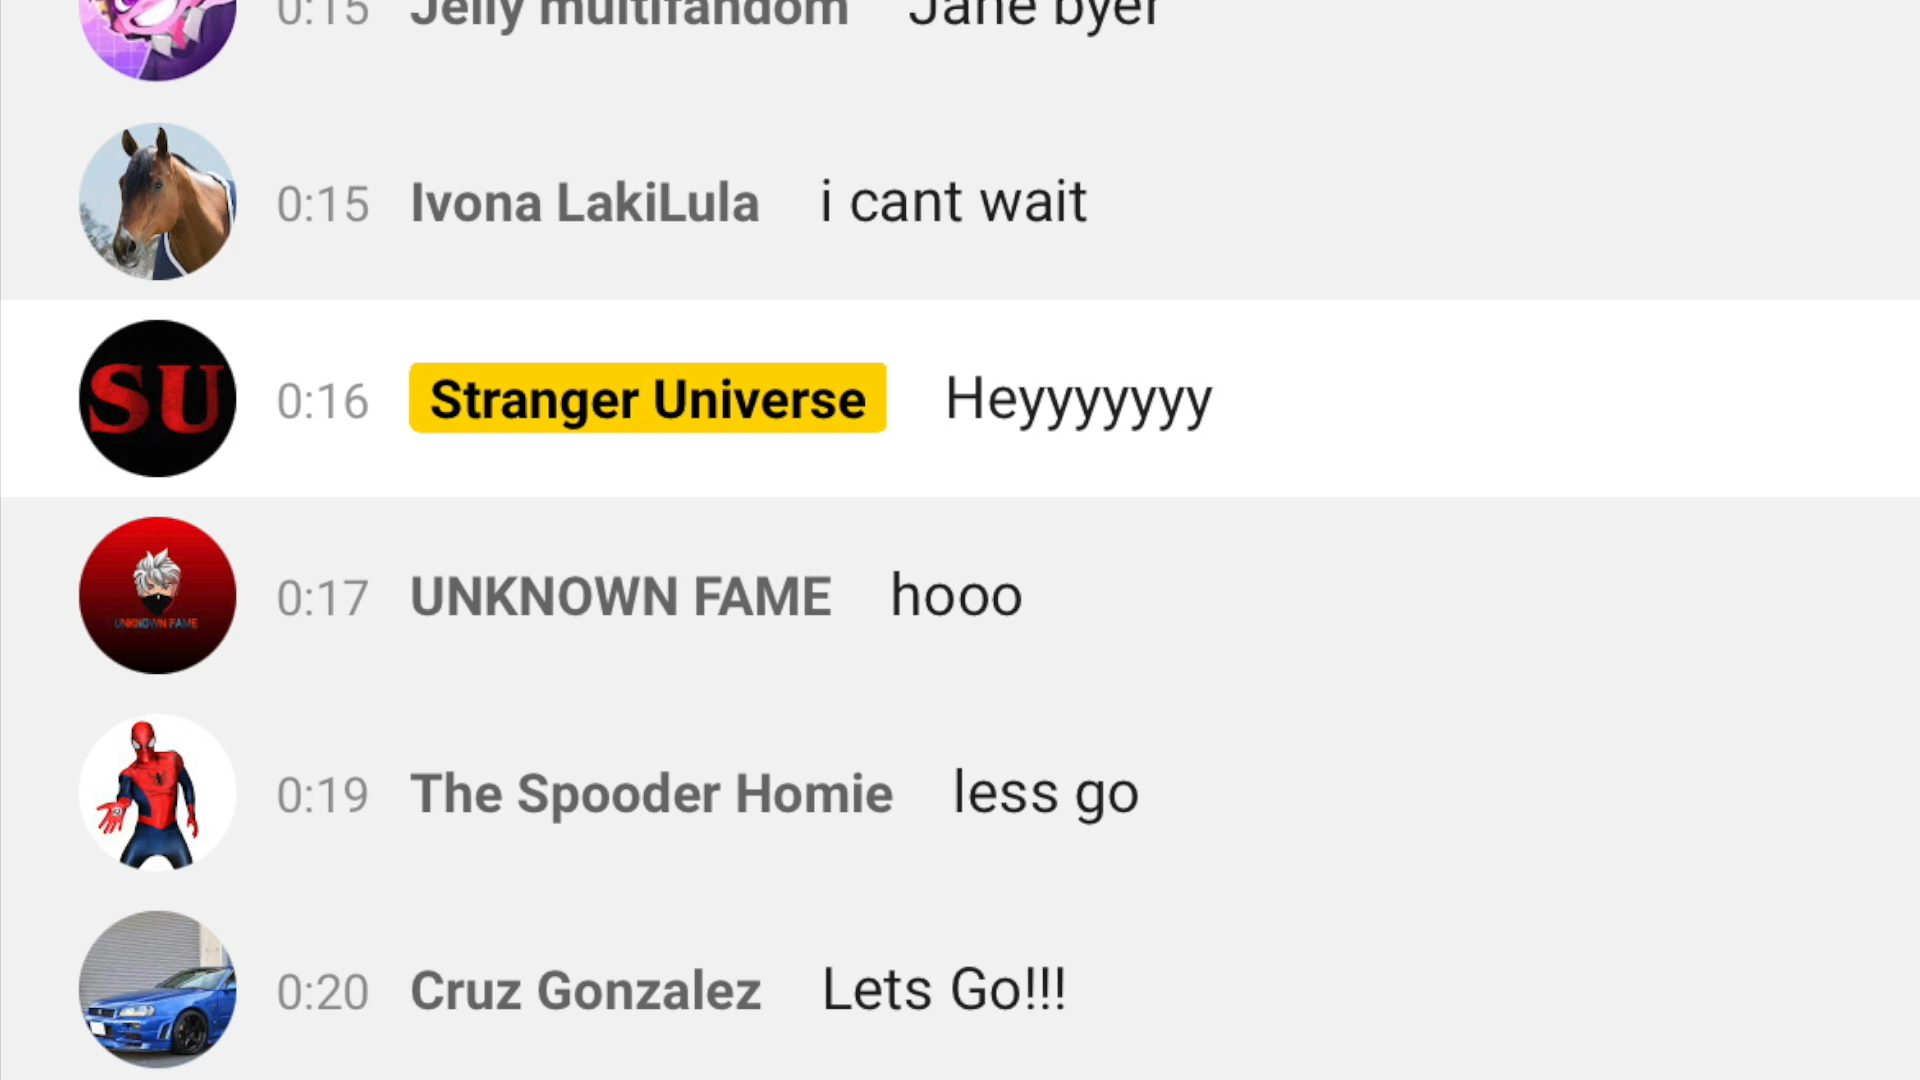 0:15 Jelly multifandom Jane byer
0:15 Ivona LakiLula i cant wait
SU 0:16 Stranger Universe Heyyyyyyy
0:17 UNKNOWN FAME hooo
UNKNOWN FAME
0:19 The Spooder Homie less go
0:20 Cruz Gonzalez Lets Go!!!